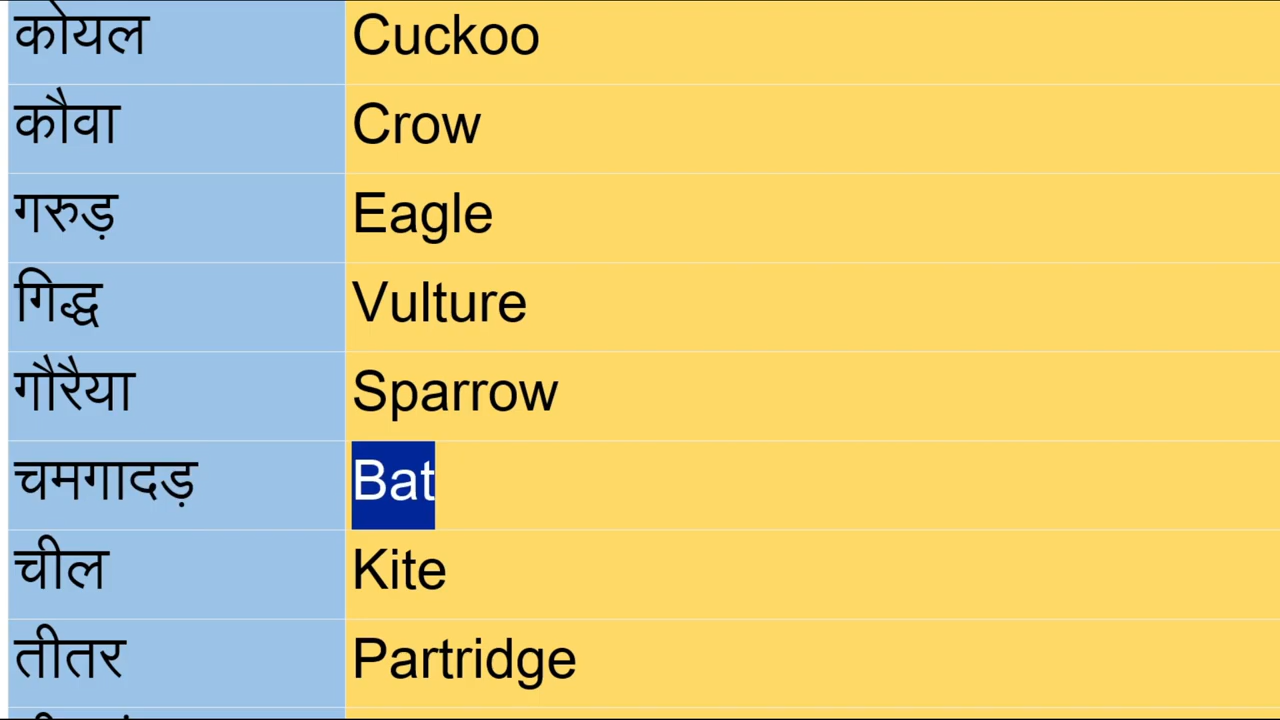 कोयल Cuckoo
कौवा Crow
गरुड़ Eagle
गिद्ध Vulture
गौरैया Sparrow
चमगादड़ Bat
चील Kite
तीतर Partridge